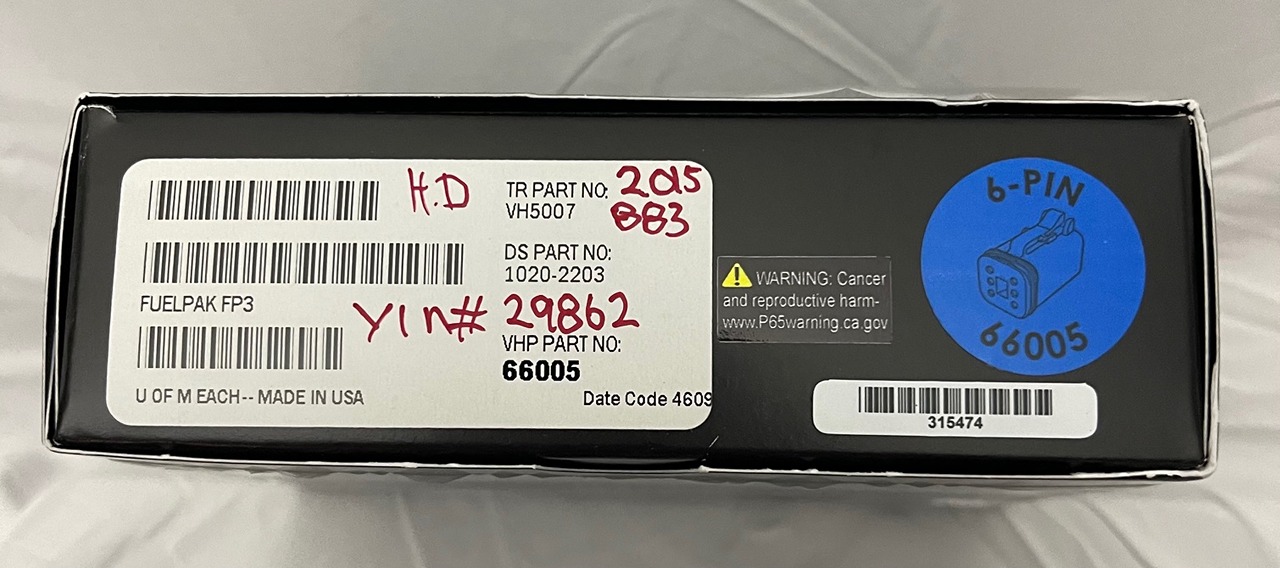 H.D
TR PART NO: 2015
VH5007 883
DS PART NO:
1020-2203
FUELPAK FP3
VIn# 29862
VHP PART NO:
66005
U OF M EACH-- MADE IN USA
Date Code 4609
WARNING: Cancer
and reproductive harm-
www.P65warning.ca.gov
6-PIN
66005
315474